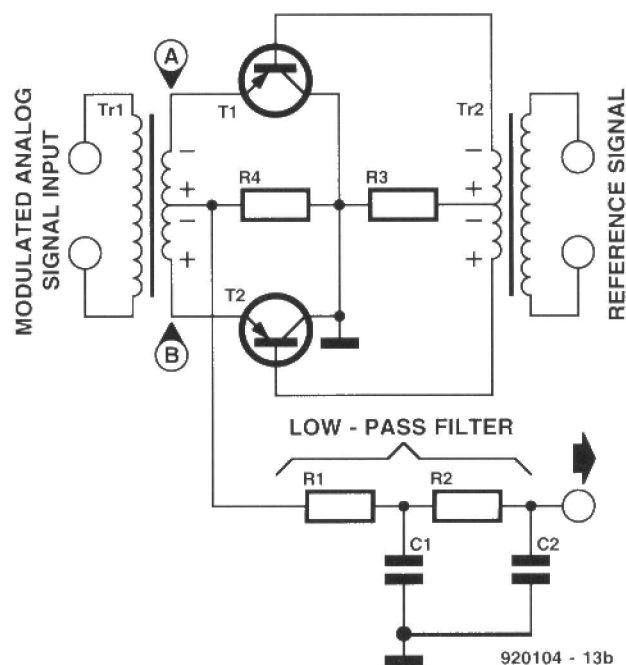 A
Tr1
T1
Tr2
MODULATED ANALOG
SIGNAL INPUT
REFERENCE SIGNAL
−
−
R4
R3
+
+
−
−
+
+
T2
B
LOW - PASS FILTER
R1
R2
C1
C2
920104 - 13b